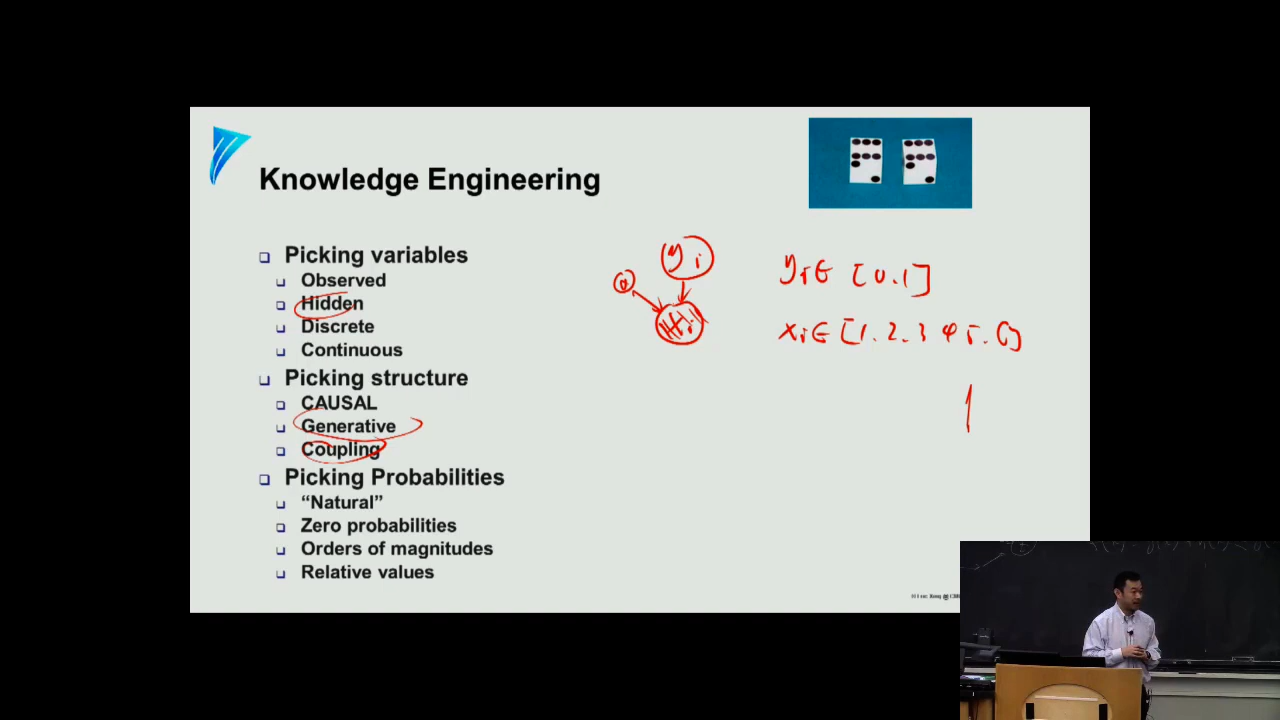 Knowledge Engineering
❑ Picking variables
❑ Observed
❑ Hidden
❑ Discrete
❑ Continuous
❑ Picking structure
❑ CAUSAL
❑ Generative
❑ Coupling
❑ Picking Probabilities
❑ “Natural”
❑ Zero probabilities
❑ Orders of magnitudes
❑ Relative values
y i
yi ∈ [0.1]
xi ∈ [1.2.3 4 5.6]